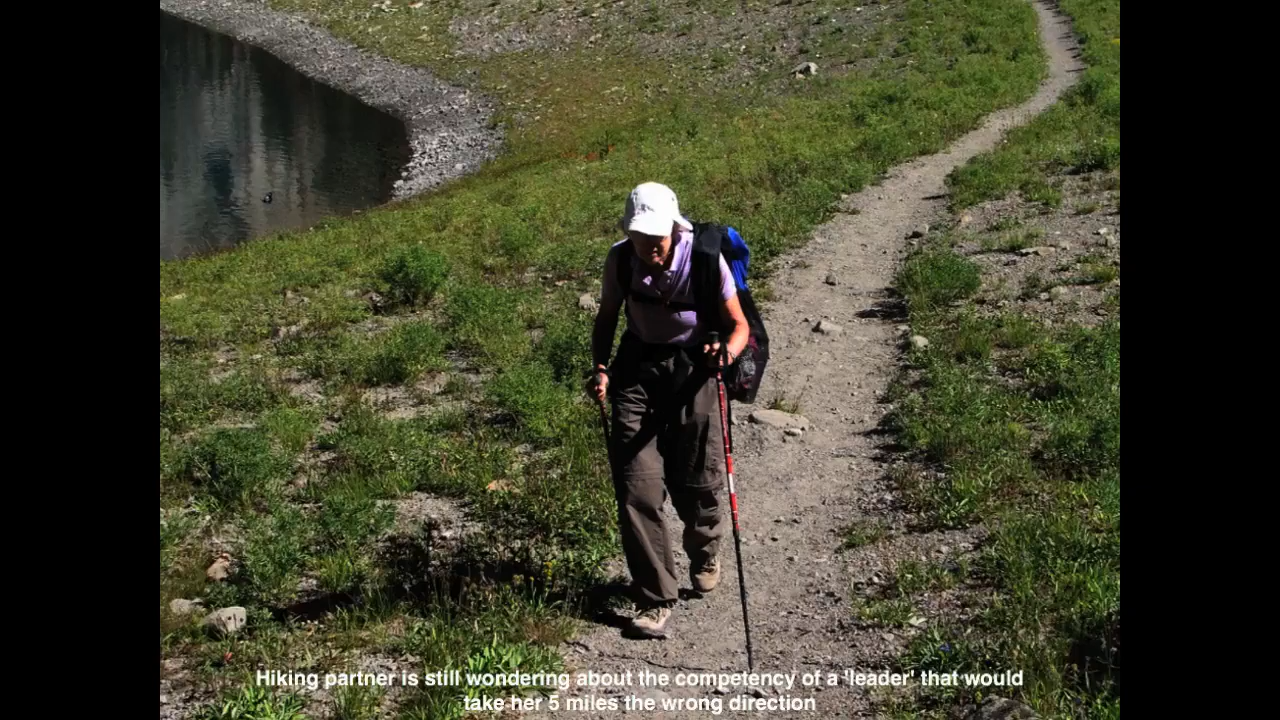 Hiking partner is still wondering about the competency of a 'leader' that would
take her 5 miles the wrong direction